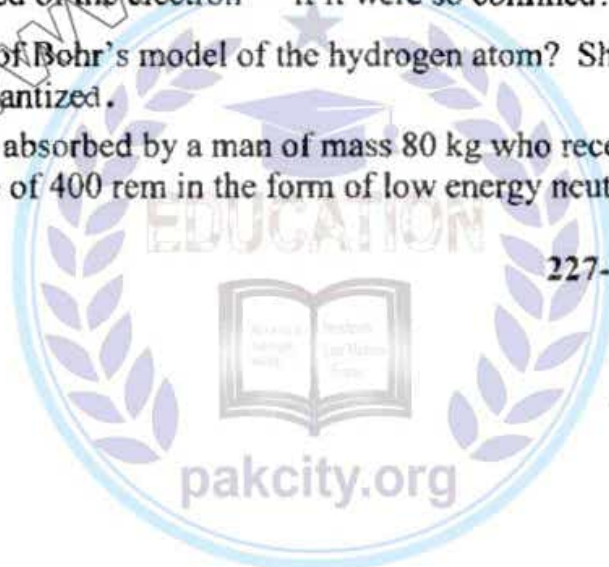 ed of the electron if it were so confined?
of Bohr's model of the hydrogen atom? Sh
antized.
absorbed by a man of mass 80 kg who rece
e of 400 rem in the form of low energy neut
EDUCATION
227-
pakcity.org